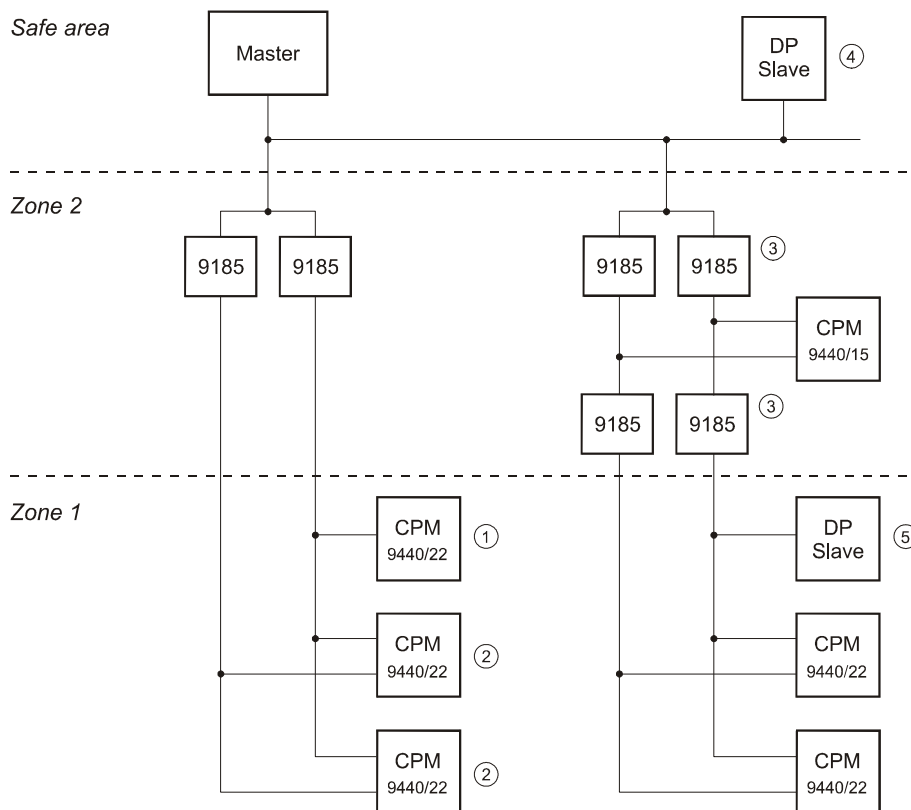 Safe area
Master
DP
Slave
④
Zone 2
9185
9185
9185
9185
③
CPM
9440/15
9185
9185
③
Zone 1
CPM
9440/22
①
DP
Slave
⑤
CPM
9440/22
②
CPM
9440/22
CPM
9440/22
②
CPM
9440/22